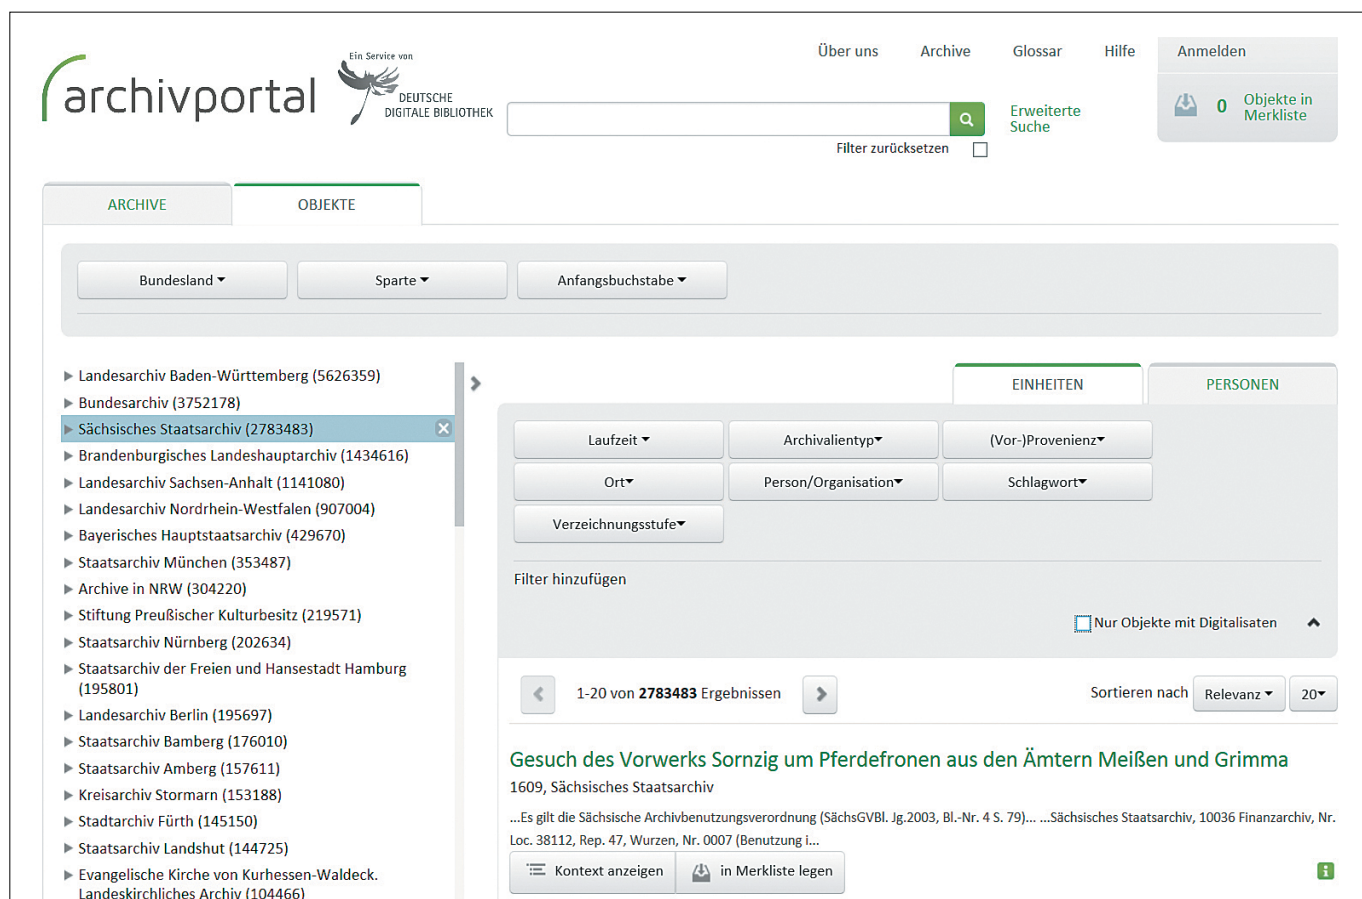 Über uns
Archive
Glossar
Hilfe
Anmelden
archivportal
Ein Service von
DEUTSCHE
DIGITALE BIBLIOTHEK
Erweiterte
Suche
0
Objekte in
Merkliste
Filter zurücksetzen
ARCHIVE
OBJEKTE
Bundesland
Sparte
Anfangsbuchstabe
Landesarchiv Baden-Württemberg (5626359)
Bundesarchiv (3752178)
Sächsisches Staatsarchiv (2783483)
Brandenburgisches Landeshauptarchiv (1434616)
Landesarchiv Sachsen-Anhalt (1141080)
Landesarchiv Nordrhein-Westfalen (907004)
Bayerisches Hauptstaatsarchiv (429670)
Staatsarchiv München (353487)
Archive in NRW (304220)
Stiftung Preußischer Kulturbesitz (219571)
Staatsarchiv Nürnberg (202634)
Staatsarchiv der Freien und Hansestadt Hamburg
(195801)
Landesarchiv Berlin (195697)
Staatsarchiv Bamberg (176010)
Staatsarchiv Amberg (157611)
Kreisarchiv Stormarn (153188)
Stadtarchiv Fürth (145150)
Staatsarchiv Landshut (144725)
Evangelische Kirche von Kurhessen-Waldeck.
Landeskirchliches Archiv (104466)
EINHEITEN
PERSONEN
Laufzeit
Archivalientyp
(Vor-)Provenienz
Ort
Person/Organisation
Schlagwort
Verzeichnungsstufe
Filter hinzufügen
Nur Objekte mit Digitalisaten
1-20 von 2783483 Ergebnissen
Sortieren nach
Relevanz
20
Gesuch des Vorwerks Sornzig um Pferdefronen aus den Ämtern Meißen und Grimma
1609, Sächsisches Staatsarchiv
...Es gilt die Sächsische Archivbenutzungsverordnung (SächsGVBl. Jg.2003, Bl.-Nr. 4 S. 79)... ...Sächsisches Staatsarchiv, 10036 Finanzarchiv, Nr.
Loc. 38112, Rep. 47, Wurzen, Nr. 0007 (Benutzung i...
Kontext anzeigen
in Merkliste legen